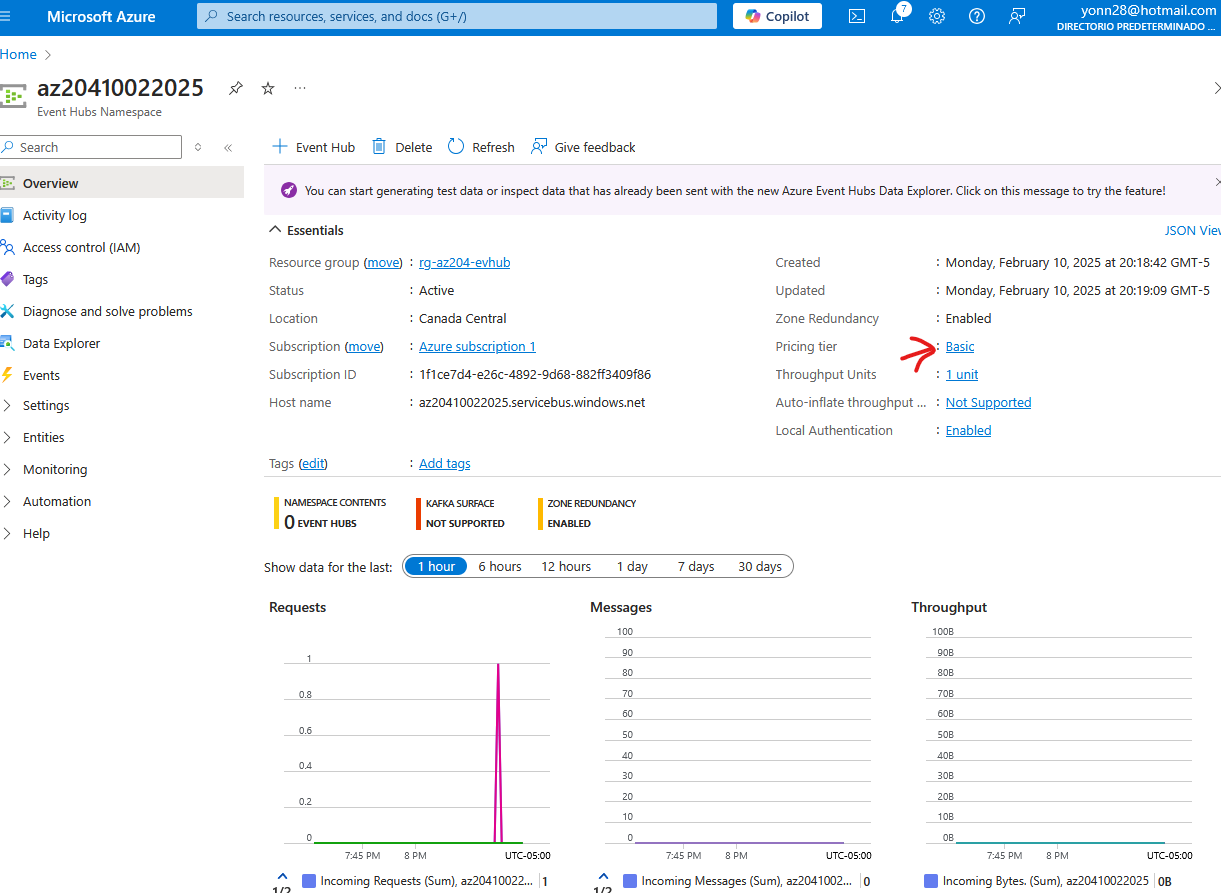 Microsoft Azure
Search resources, services, and docs (G+/)
Copilot
7
yonn28@hotmail.com
DIRECTORIO PREDETERMINADO ...
Home
az20410022025
Event Hubs Namespace
Search
Event Hub
Delete
Refresh
Give feedback
Overview
Activity log
Access control (IAM)
Tags
Diagnose and solve problems
Data Explorer
Events
Settings
Entities
Monitoring
Automation
Help
You can start generating test data or inspect data that has already been sent with the new Azure Event Hubs Data Explorer. Click on this message to try the feature!
Essentials
JSON View
Resource group (move) : rg-az204-evhub
Status : Active
Location : Canada Central
Subscription (move) : Azure subscription 1
Subscription ID : 1f1ce7d4-e26c-4892-9d68-882ff3409f86
Host name : az20410022025.servicebus.windows.net
Created : Monday, February 10, 2025 at 20:18:42 GMT-5
Updated : Monday, February 10, 2025 at 20:19:09 GMT-5
Zone Redundancy : Enabled
Pricing tier : Basic
Throughput Units : 1 unit
Auto-inflate throughput ... : Not Supported
Local Authentication : Enabled
Tags (edit) : Add tags
NAMESPACE CONTENTS
0 EVENT HUBS
KAFKA SURFACE
NOT SUPPORTED
ZONE REDUNDANCY
ENABLED
Show data for the last: 1 hour 6 hours 12 hours 1 day 7 days 30 days
Requests
1
0.8
0.6
0.4
0.2
0
7:45 PM 8 PM UTC-05:00
1/2
Incoming Requests (Sum), az2041002... 1
Messages
100
90
80
70
60
50
40
30
20
10
0
7:45 PM 8 PM UTC-05:00
1/2
Incoming Messages (Sum), az2041002... 0
Throughput
100B
90B
80B
70B
60B
50B
40B
30B
20B
10B
0B
7:45 PM 8 PM UTC-05:00
Incoming Bytes. (Sum), az20410022025 0B